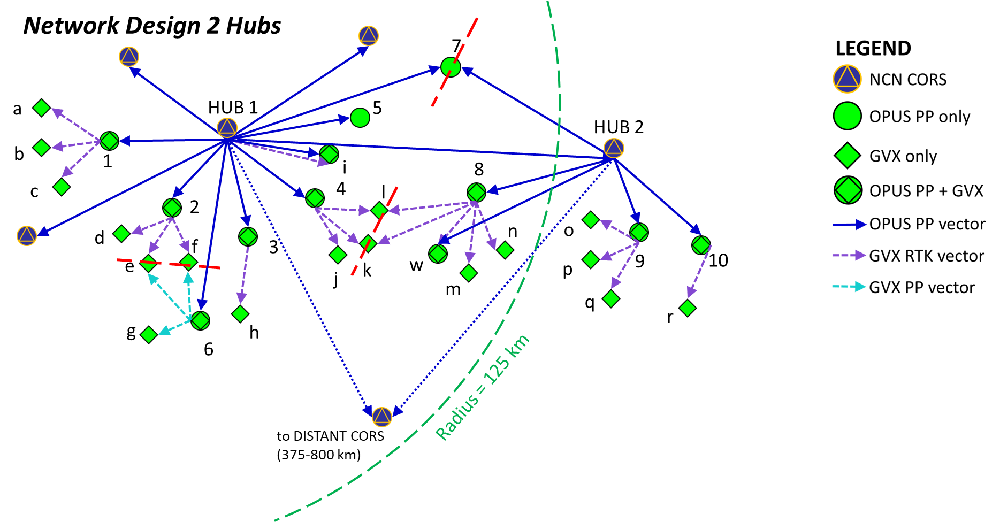 Network Design 2 Hubs
7
LEGEND
NCN CORS
a
HUB 1
5
OPUS PP only
HUB 2
b
1
i
8
GVX only
c
4
l
OPUS PP + GVX
2
OPUS PP vector
d
f
3
n
o
e
j
k
w
p
9
10
GVX RTK vector
m
GVX PP vector
g
h
q
r
6
Radius = 125 km
to DISTANT CORS
(375-800 km)